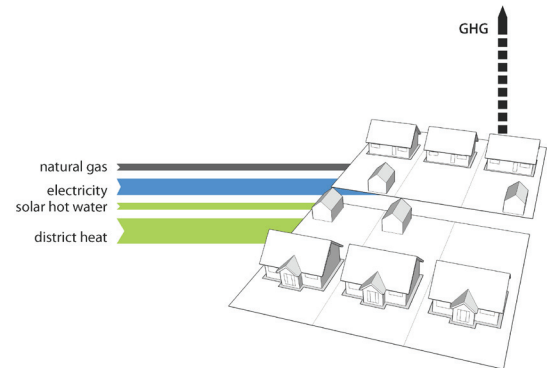 GHG
natural gas
electricity
solar hot water
district heat